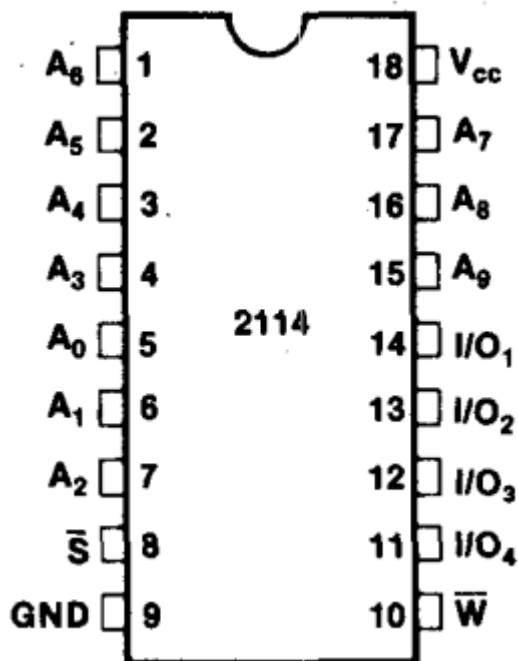 A₆ 1 18 Vcc
A₅ 2 17 A₇
A₄ 3 16 A₈
A₃ 4 15 A₉
2114
A₀ 5 14 I/O₁
A₁ 6 13 I/O₂
A₂ 7 12 I/O₃
S̅ 8 11 I/O₄
GND 9 10 W̅